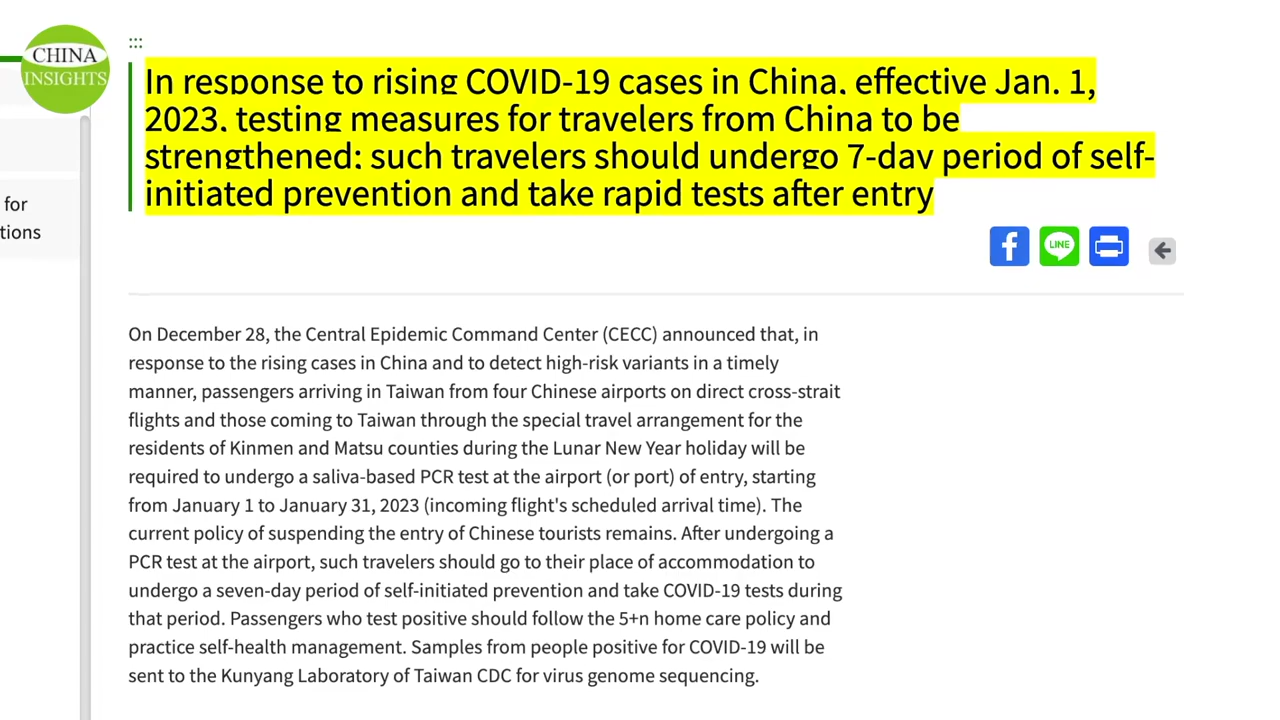 CHINA
INSIGHTS
In response to rising COVID-19 cases in China, effective Jan. 1,
2023, testing measures for travelers from China to be
strengthened; such travelers should undergo 7-day period of self-
initiated prevention and take rapid tests after entry
for
tions
LINE
On December 28, the Central Epidemic Command Center (CECC) announced that, in
response to the rising cases in China and to detect high-risk variants in a timely
manner, passengers arriving in Taiwan from four Chinese airports on direct cross-strait
flights and those coming to Taiwan through the special travel arrangement for the
residents of Kinmen and Matsu counties during the Lunar New Year holiday will be
required to undergo a saliva-based PCR test at the airport (or port) of entry, starting
from January 1 to January 31, 2023 (incoming flight's scheduled arrival time). The
current policy of suspending the entry of Chinese tourists remains. After undergoing a
PCR test at the airport, such travelers should go to their place of accommodation to
undergo a seven-day period of self-initiated prevention and take COVID-19 tests during
that period. Passengers who test positive should follow the 5+n home care policy and
practice self-health management. Samples from people positive for COVID-19 will be
sent to the Kunyang Laboratory of Taiwan CDC for virus genome sequencing.